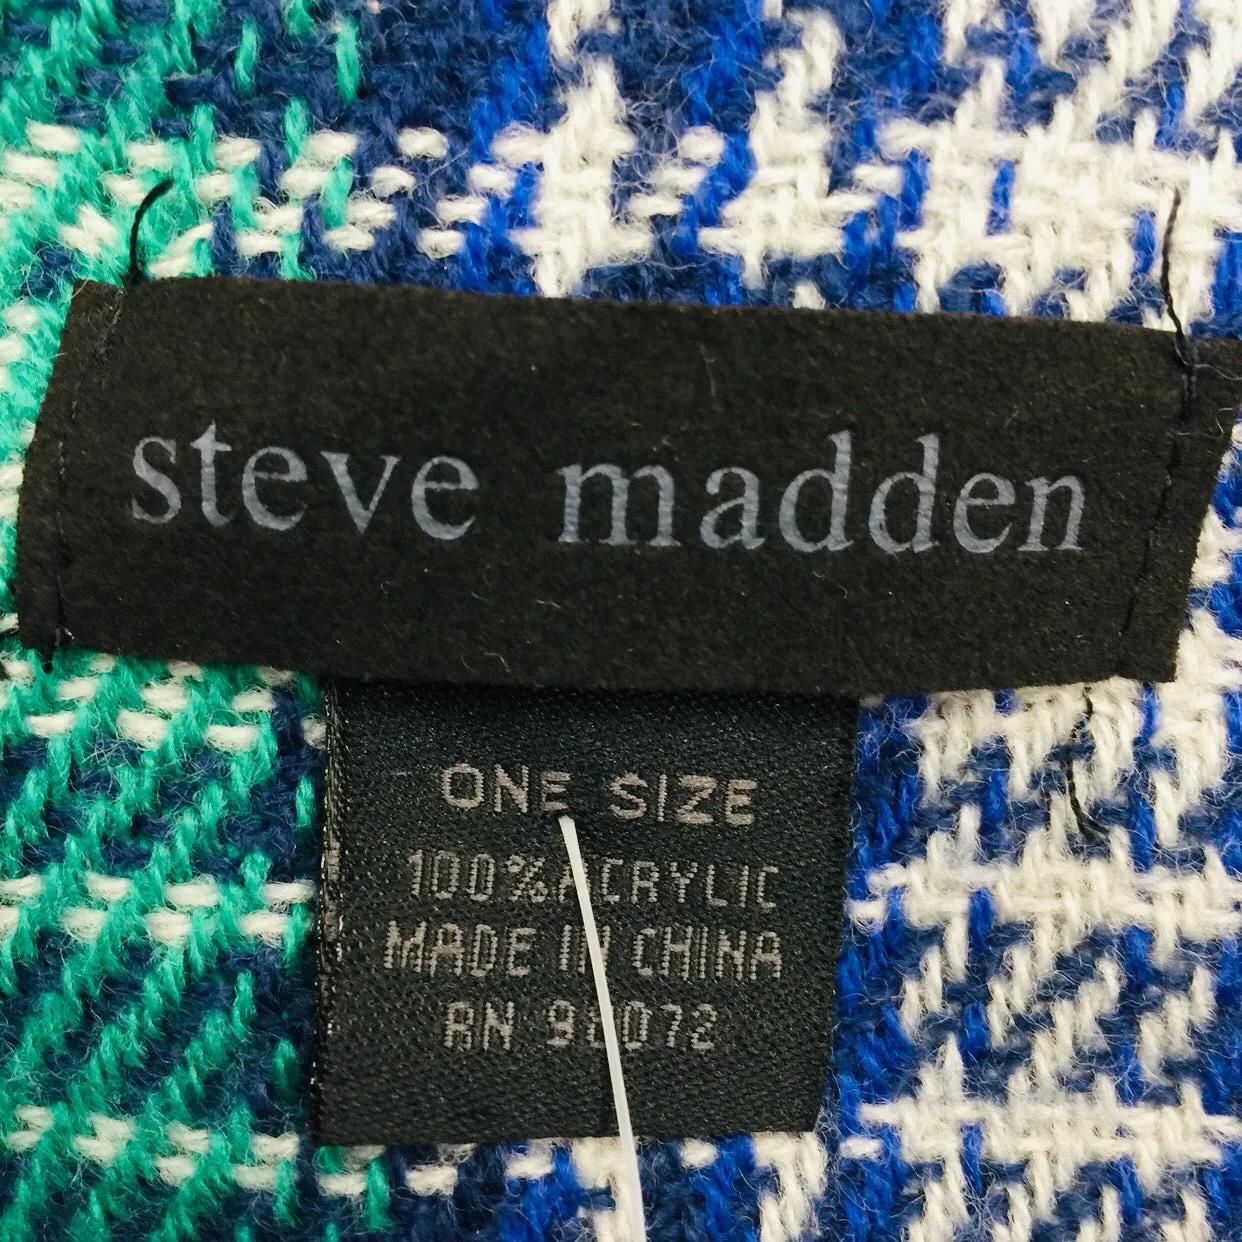 steve madden
ONE SIZE
100% ACRYLIC
MADE IN CHINA
RN